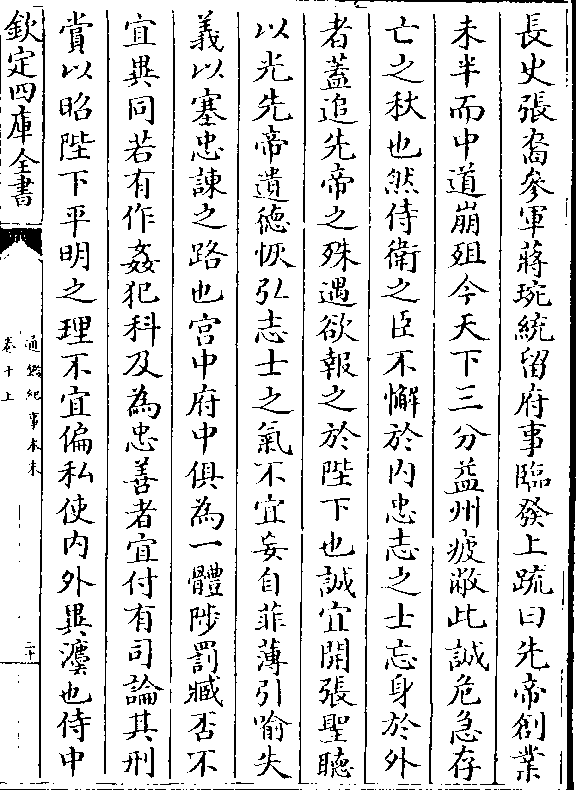 長史張裔參軍蔣琬統留府事臨發上疏曰先帝創業
未半而中道崩殂今天下三分益州疲敝此誠危急存
亡之秋也然侍衛之臣不懈於内忠志之士忘身於外
者蓋追先帝之殊遇欲報之於陛下也誠宜開張聖聽
以光先帝遺徳恢弘志士之氣不宜妄自菲薄引喻失
義以塞忠諫之路也宫中府中俱為一體陟罰臧否不
宜異同若有作姦犯科及為忠善者宜付有司論其刑
賞以昭陛下平明之理不宜偏私使内外異灋也侍中
欽定四庫全書
通鑑紀事本末
卷十上
二十